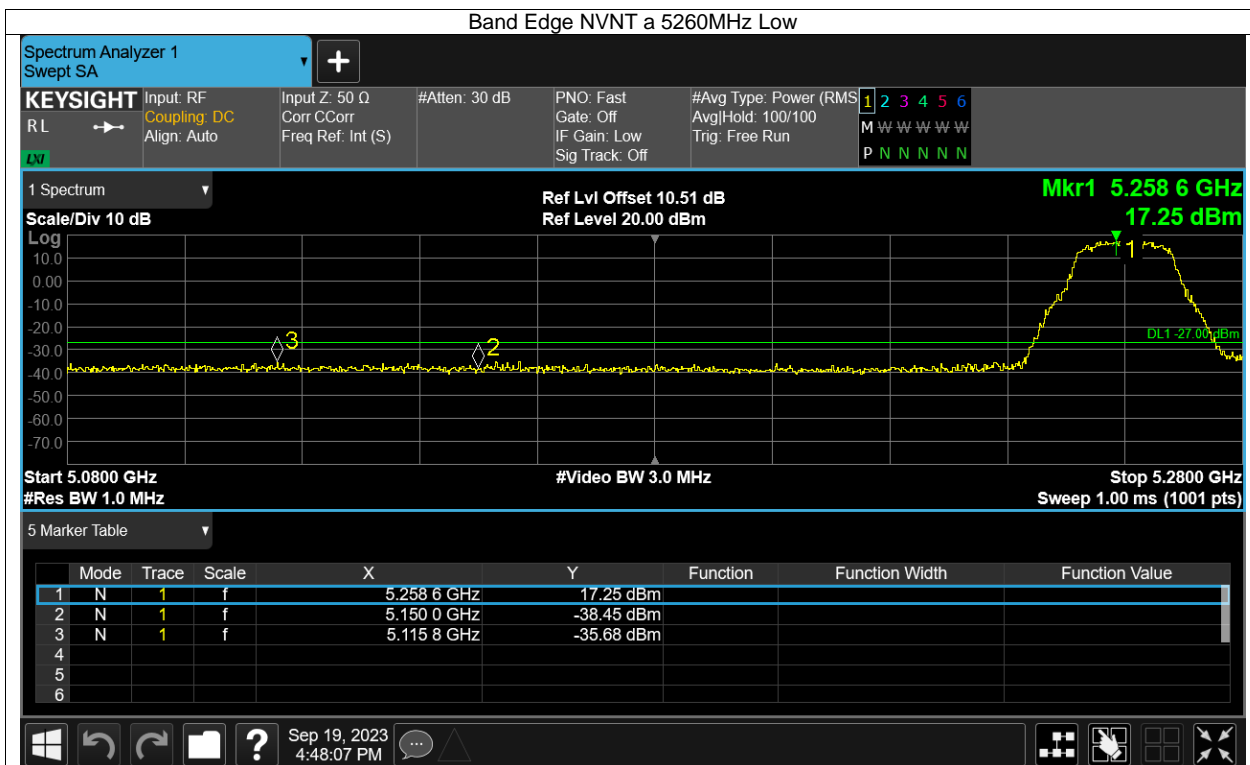 Band Edge NVNT a 5260MHz Low
Spectrum Analyzer 1
Swept SA
+
KEYSIGHT Input: RF Input Z: 50 Ω #Atten: 30 dB PNO: Fast #Avg Type: Power (RMS 1 2 3 4 5 6
RL Coupling: DC Corr CCorr Gate: Off Avg|Hold: 100/100 M W W W W W
Align: Auto Freq Ref: Int (S) IF Gain: Low Trig: Free Run
LXI Sig Track: Off P N N N N N
1 Spectrum Ref Lvl Offset 10.51 dB Mkr1 5.258 6 GHz
Scale/Div 10 dB Ref Level 20.00 dBm 17.25 dBm
Log
10.0 1
0.00
-10.0
-20.0 DL1 -27.00 dBm
-30.0 3 2
-40.0
-50.0
-60.0
-70.0
Start 5.0800 GHz #Video BW 3.0 MHz Stop 5.2800 GHz
#Res BW 1.0 MHz Sweep 1.00 ms (1001 pts)
5 Marker Table
Mode Trace Scale X Y Function Function Width Function Value
1 N 1 f 5.258 6 GHz 17.25 dBm
2 N 1 f 5.150 0 GHz -38.45 dBm
3 N 1 f 5.115 8 GHz -35.68 dBm
4
5
6
? Sep 19, 2023
4:48:07 PM